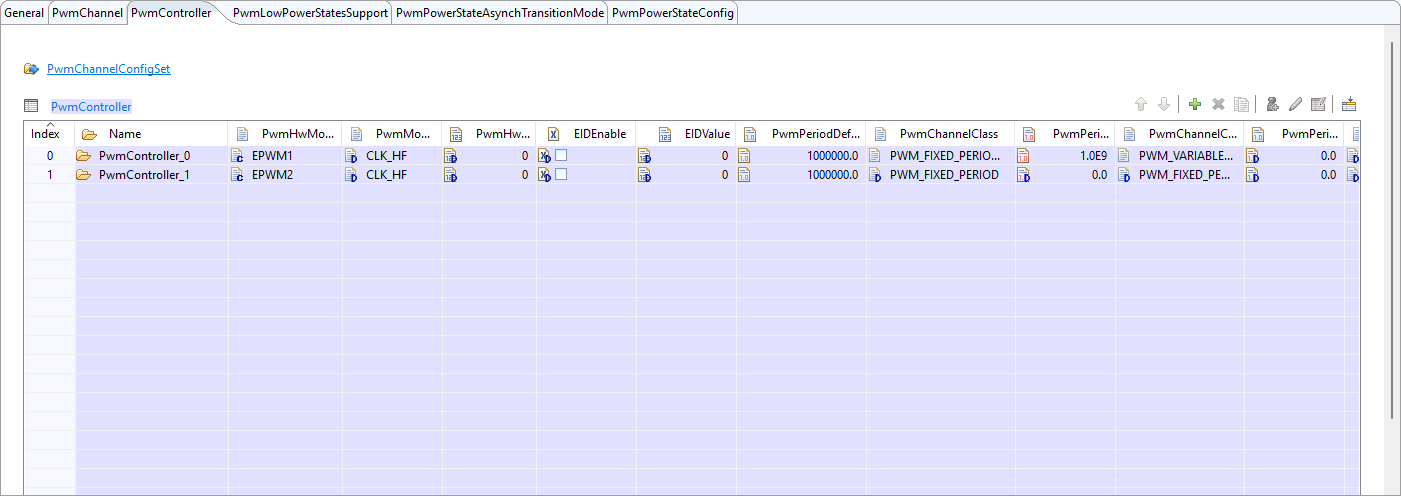 General PwmChannel PwmController PwmLowPowerStatesSupport PwmPowerStateAsynchTransitionMode PwmPowerStateConfig
PwmChannelConfigSet
PwmController
Index Name PwmHwMo... PwmMo... PwmHw... EIDEnable EIDValue PwmPeriodDef... PwmChannelClass PwmPeri... PwmChannelC... PwmPeri...
0 PwmController_0 EPWM1 CLK_HF 0 0 1000000.0 PWM_FIXED_PERIO... 1.0E9 PWM_VARIABLE... 0.0
1 PwmController_1 EPWM2 CLK_HF 0 0 1000000.0 PWM_FIXED_PERIOD 0.0 PWM_FIXED_PE... 0.0